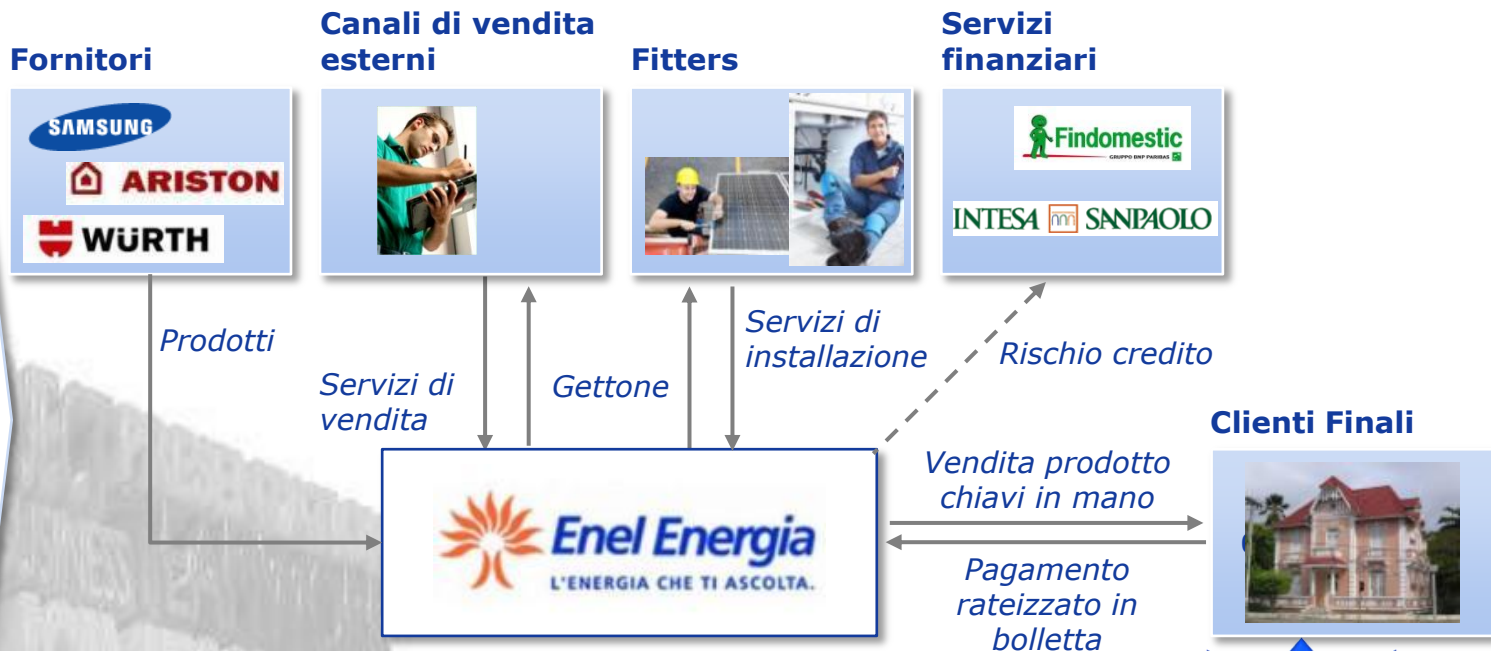 Fornitori
Canali di vendita
esterni
Fitters
Servizi
finanziari
SAMSUNG
ARISTON
WÜRTH
Findomestic
GRUPPO BNP PARIBAS
INTESA SANPAOLO
Prodotti
Servizi di
vendita
Gettone
Servizi di
installazione
Rischio credito
Clienti Finali
Enel Energia
L'ENERGIA CHE TI ASCOLTA.
Vendita prodotto
chiavi in mano
Pagamento
rateizzato in
bolletta